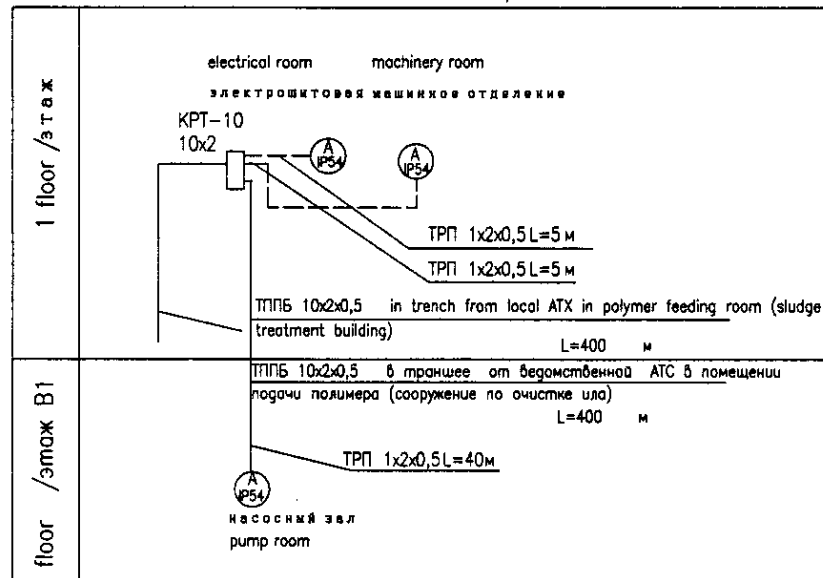 1 floor /этаж
electrical room machinery room
электрощитовая машинное отделение
КРТ-10
10x2
A
IP54
A
IP54
ТРП 1x2x0,5 L=5 м
ТРП 1x2x0,5 L=5 м
ТППБ 10x2x0,5 in trench from local ATX in polymer feeding room (sludge
treatment building)
L=400 м
floor /этаж B1
ТППБ 10x2x0,5 в траншее от ведомственной АТС в помещении
подачи полимера (сооружение по очистке ила)
L=400 м
ТРП 1x2x0,5 L=40м
A
IP54
насосный зал
pump room